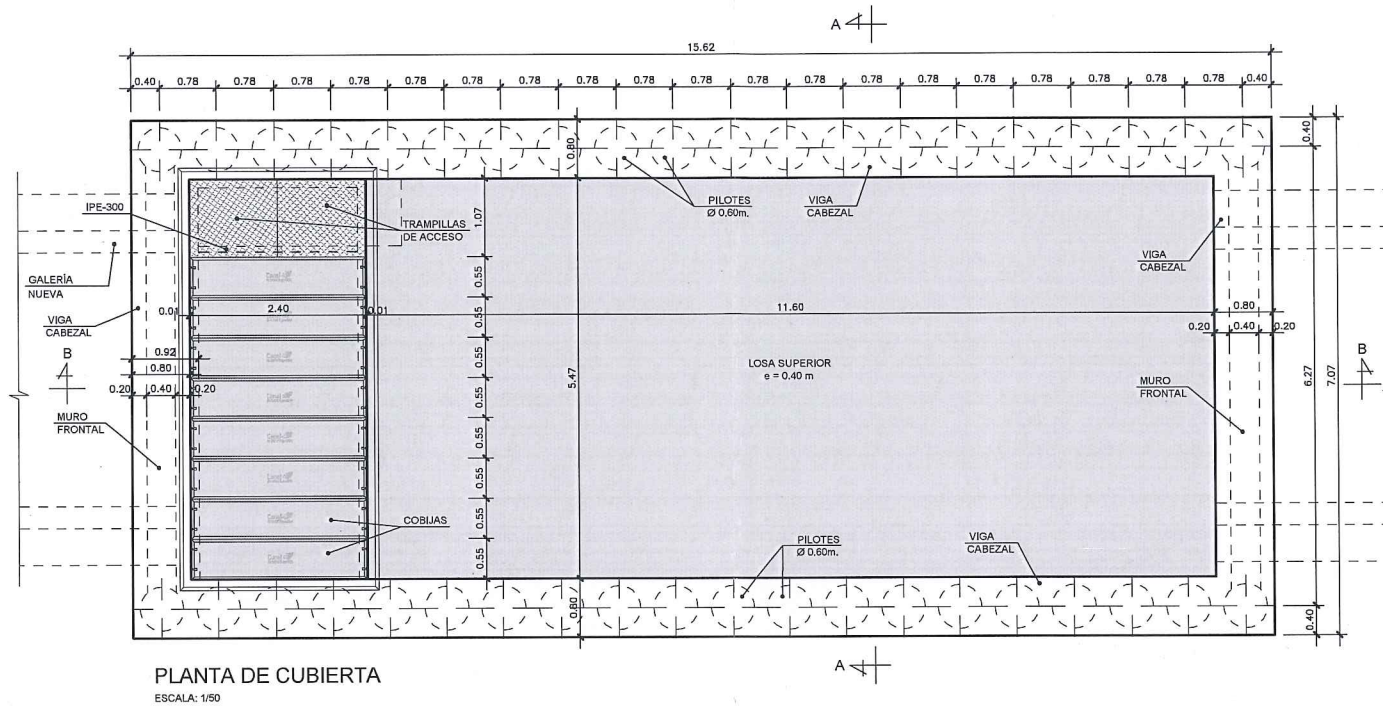 A
15.62
0.40 0.78 0.78 0.78 0.78 0.78 0.78 0.78 0.78 0.78 0.78 0.78 0.78 0.78 0.78 0.78 0.78 0.78 0.78 0.78 0.40
0.80
0.40
IPE-300
TRAMPILLAS
DE ACCESO
1.07
PILOTES
Ø 0,60m.
VIGA
CABEZAL
VIGA
CABEZAL
GALERÍA
NUEVA
VIGA
CABEZAL
0.01
2.40
0.01
11.60
0.80
0.20 0.40 0.20
0.55
0.55
0.55
0.55
0.55
0.55
0.55
0.55
B
0.92
0.80
0.20 0.40 0.20
5.47
LOSA SUPERIOR
e = 0.40 m
6.27
7.07
B
MURO
FRONTAL
MURO
FRONTAL
COBIJAS
PILOTES
Ø 0,60m.
VIGA
CABEZAL
0.80
0.40
A
PLANTA DE CUBIERTA
ESCALA: 1/50